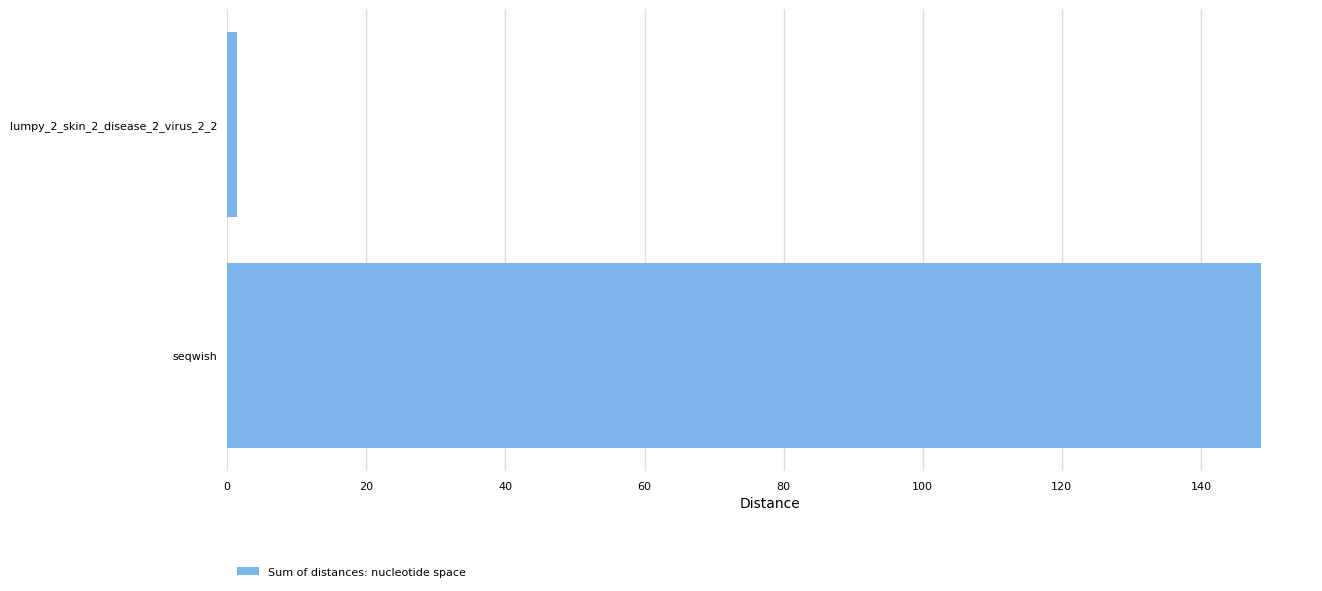 lumpy_2_skin_2_disease_2_virus_2_2
seqwish
0 20 40 60 80 100 120 140
Distance
Sum of distances: nucleotide space